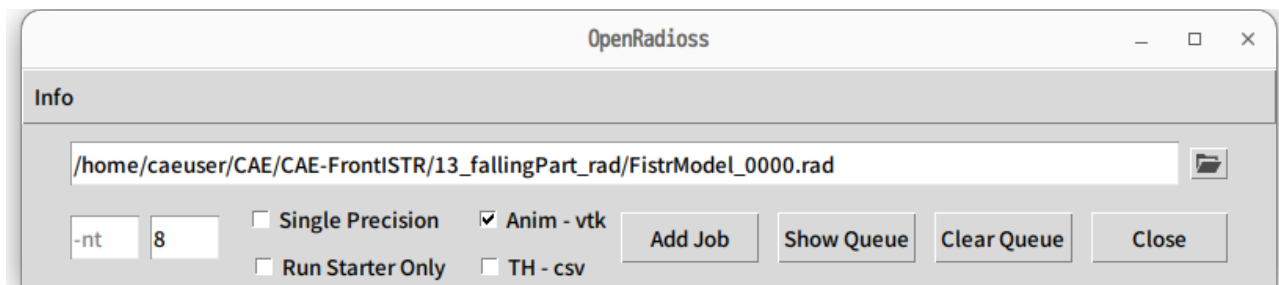 OpenRadioss
Info
/home/caeuser/CAE/CAE-FrontISTR/13_fallingPart_rad/FistrModel_0000.rad
-nt 8 Single Precision Anim - vtk Add Job Show Queue Clear Queue Close
Run Starter Only TH - csv